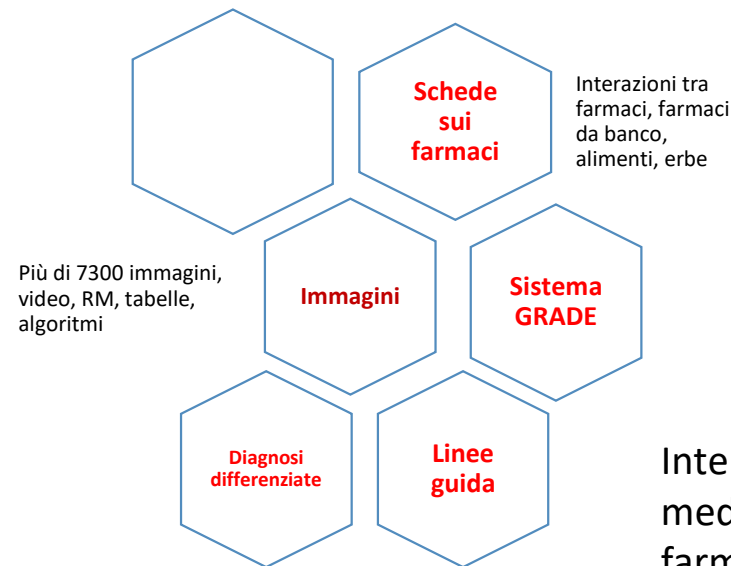 Schede
sui
farmaci
Interazioni tra
farmaci, farmaci
da banco,
alimenti, erbe
Più di 7300 immagini,
video, RM, tabelle,
algoritmi
Immagini
Sistema
GRADE
Diagnosi
differenziate
Linee
guida
Inte
med
farm